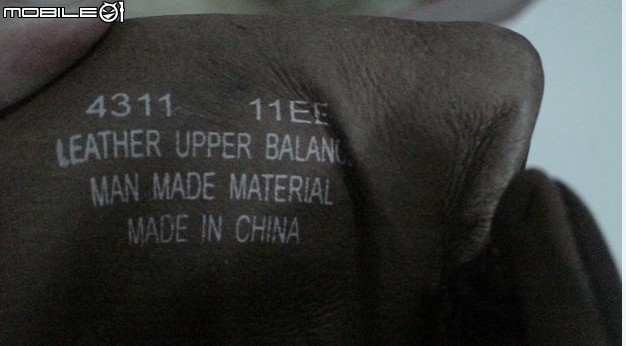 MOBILE01
4311 11EE
LEATHER UPPER BALANC
MAN MADE MATERIAL
MADE IN CHINA